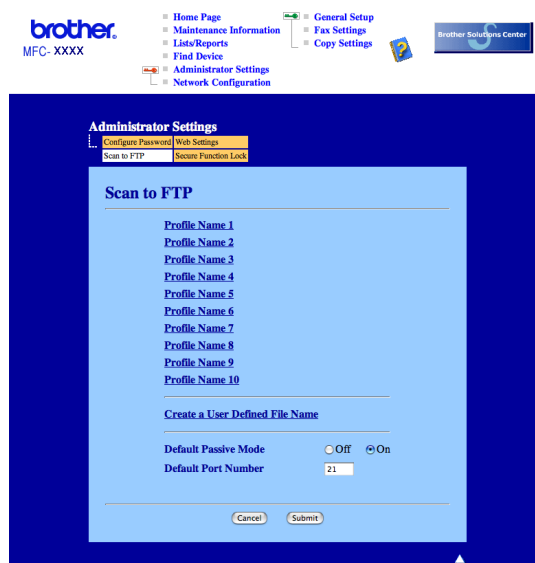 brother.
MFC- XXXX
Home Page
Maintenance Information
Lists/Reports
Find Device
Administrator Settings
Network Configuration
General Setup
Fax Settings
Copy Settings
?
Brother Solutions Center
Administrator Settings
Configure Password Web Settings
Scan to FTP Secure Function Lock
Scan to FTP
Profile Name 1
Profile Name 2
Profile Name 3
Profile Name 4
Profile Name 5
Profile Name 6
Profile Name 7
Profile Name 8
Profile Name 9
Profile Name 10
Create a User Defined File Name
Default Passive Mode Off On
Default Port Number 21
Cancel Submit